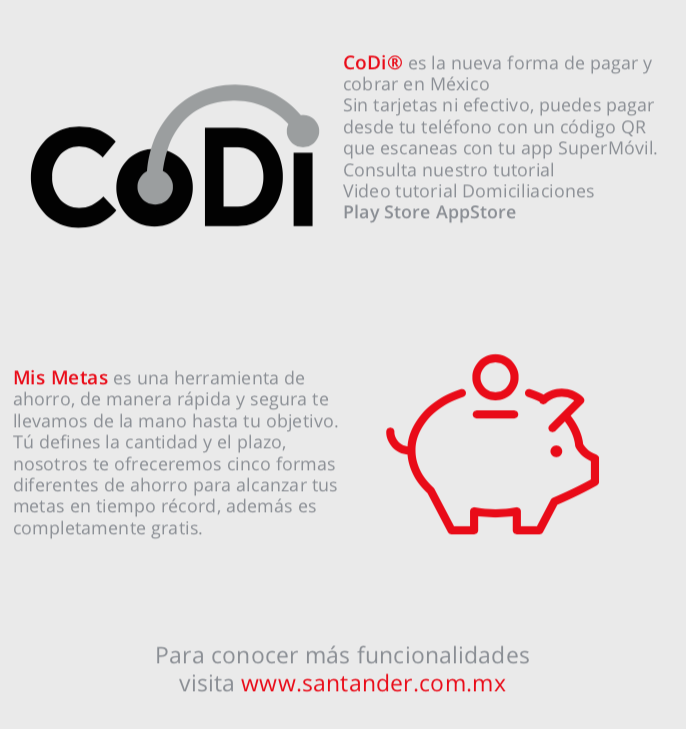 CoDi
CoDi® es la nueva forma de pagar y
cobrar en México
Sin tarjetas ni efectivo, puedes pagar
desde tu teléfono con un código QR
que escaneas con tu app SuperMóvil.
Consulta nuestro tutorial
Video tutorial Domiciliaciones
Play Store AppStore
Mis Metas es una herramienta de
ahorro, de manera rápida y segura te
llevamos de la mano hasta tu objetivo.
Tú defines la cantidad y el plazo,
nosotros te ofreceremos cinco formas
diferentes de ahorro para alcanzar tus
metas en tiempo récord, además es
completamente gratis.
Para conocer más funcionalidades
visita www.santander.com.mx